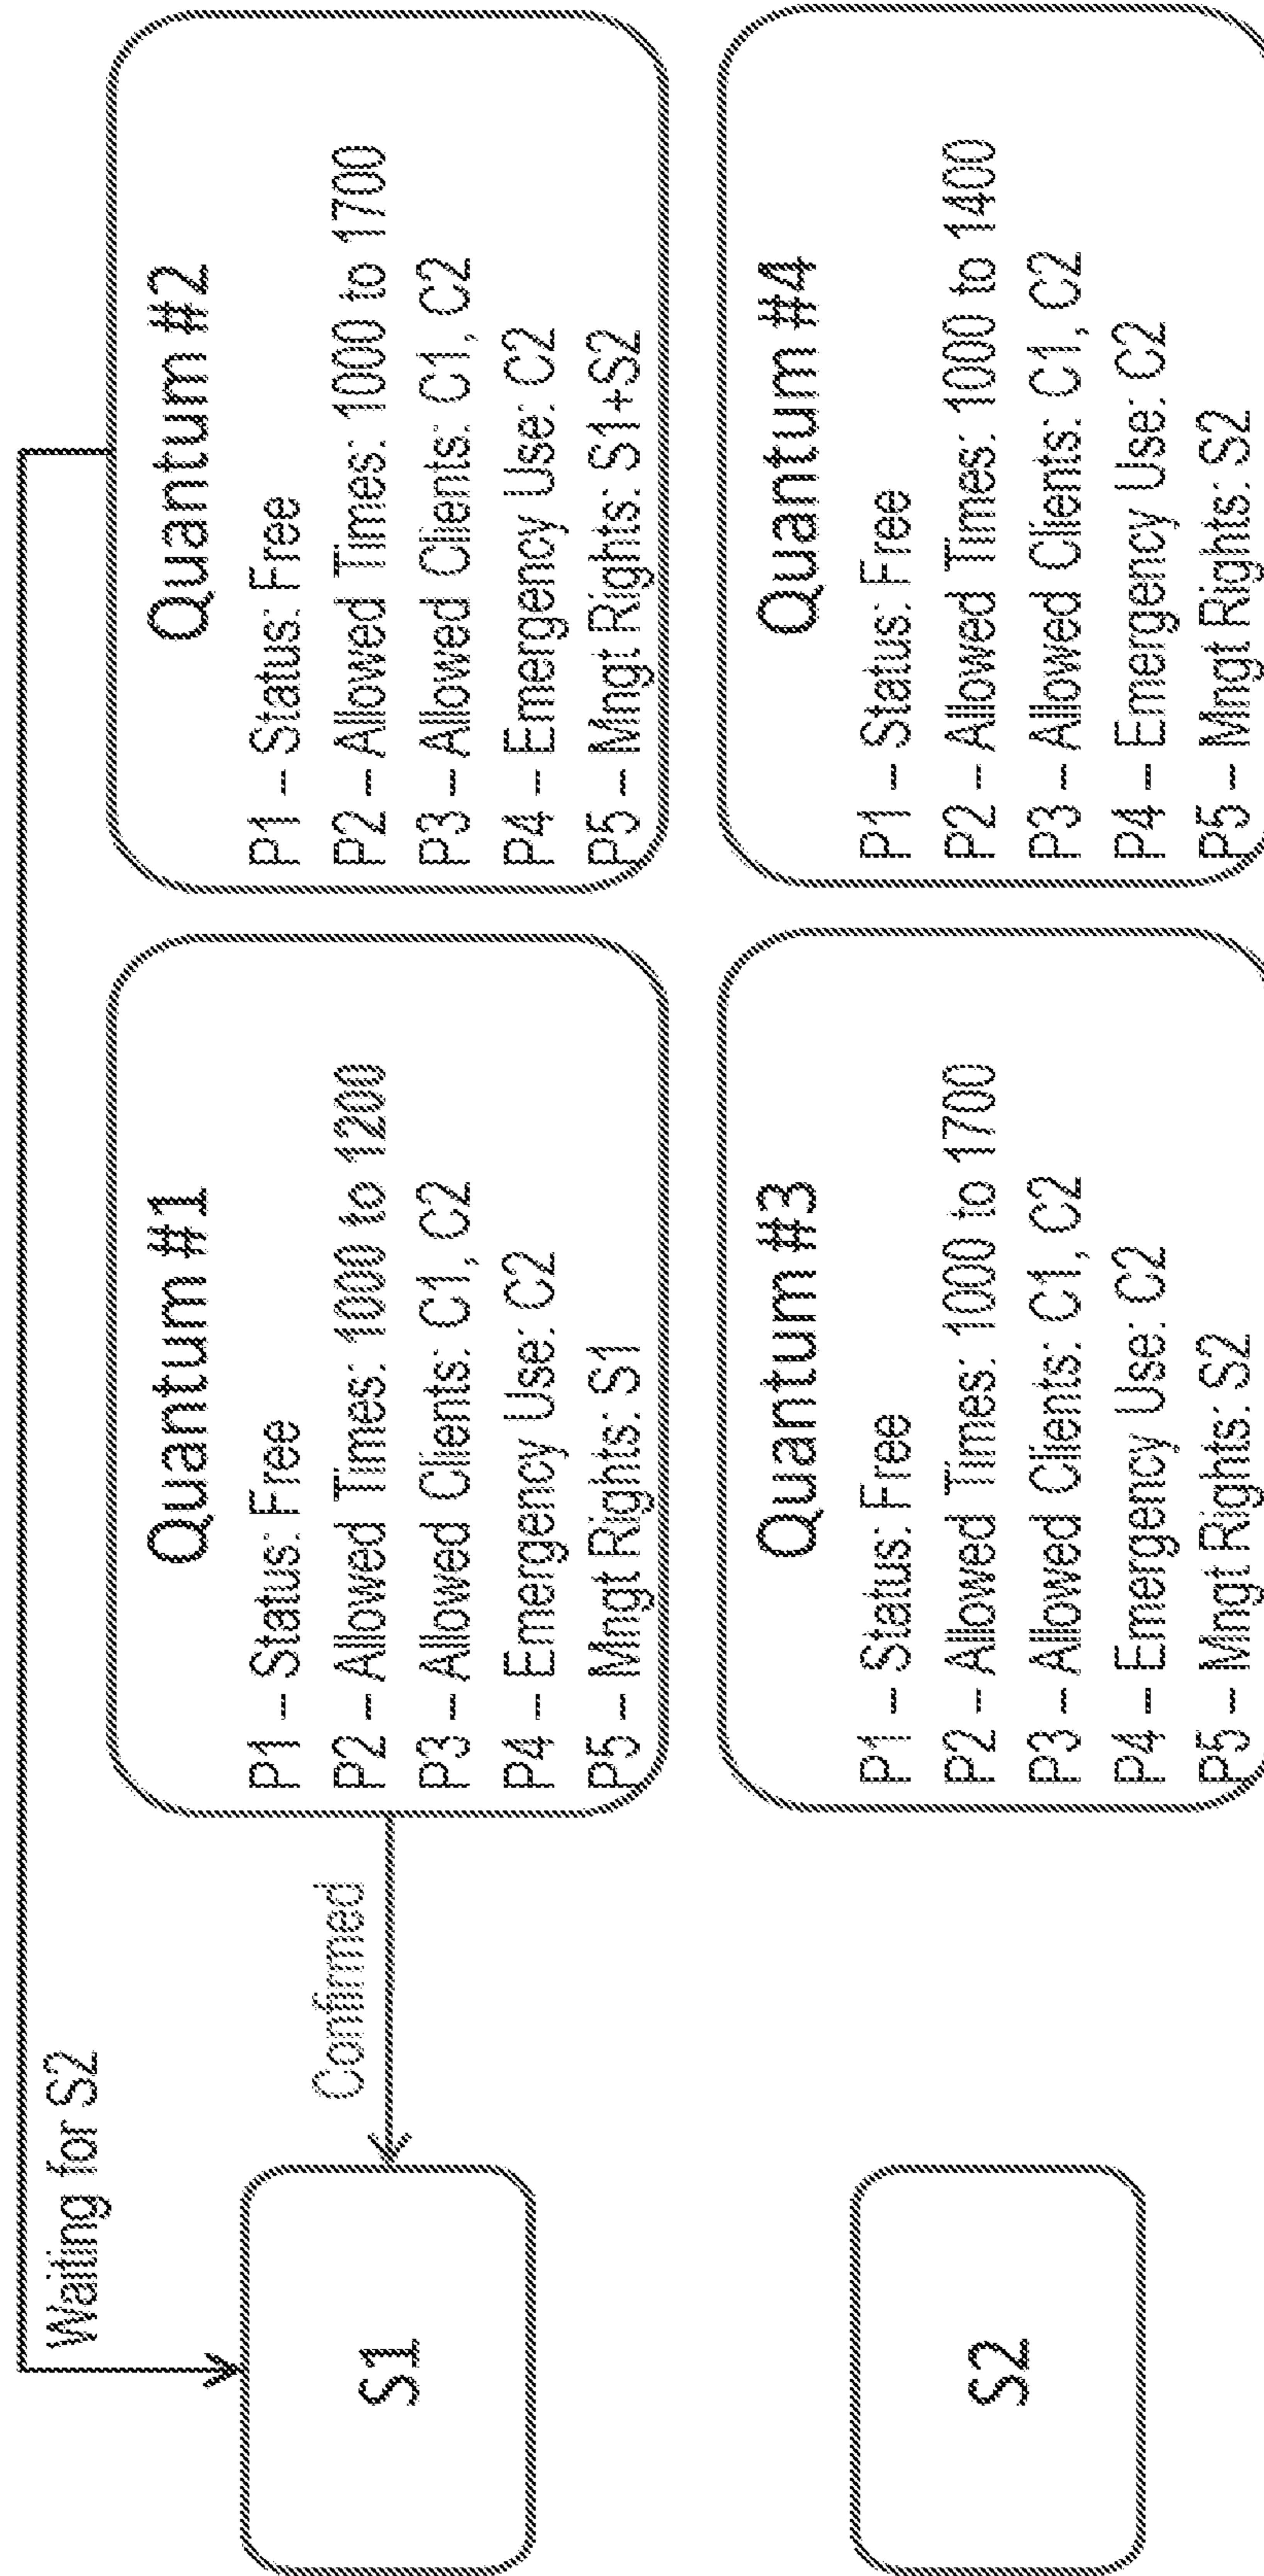 Waiting for S2
S1
Confirmed
Quantum #1
P1 – Status: Free
P2 – Allowed Times: 1000 to 1200
P3 – Allowed Clients: C1, C2
P4 – Emergency Use: C2
P5 – Mngt Rights: S1
Quantum #2
P1 – Status: Free
P2 – Allowed Times: 1000 to 1700
P3 – Allowed Clients: C1, C2
P4 – Emergency Use: C2
P5 – Mngt Rights: S1+S2
S2
Quantum #3
P1 – Status: Free
P2 – Allowed Times: 1000 to 1700
P3 – Allowed Clients: C1, C2
P4 – Emergency Use: C2
P5 – Mngt Rights: S2
Quantum #4
P1 – Status: Free
P2 – Allowed Times: 1000 to 1400
P3 – Allowed Clients: C1, C2
P4 – Emergency Use: C2
P5 – Mngt Rights: S2